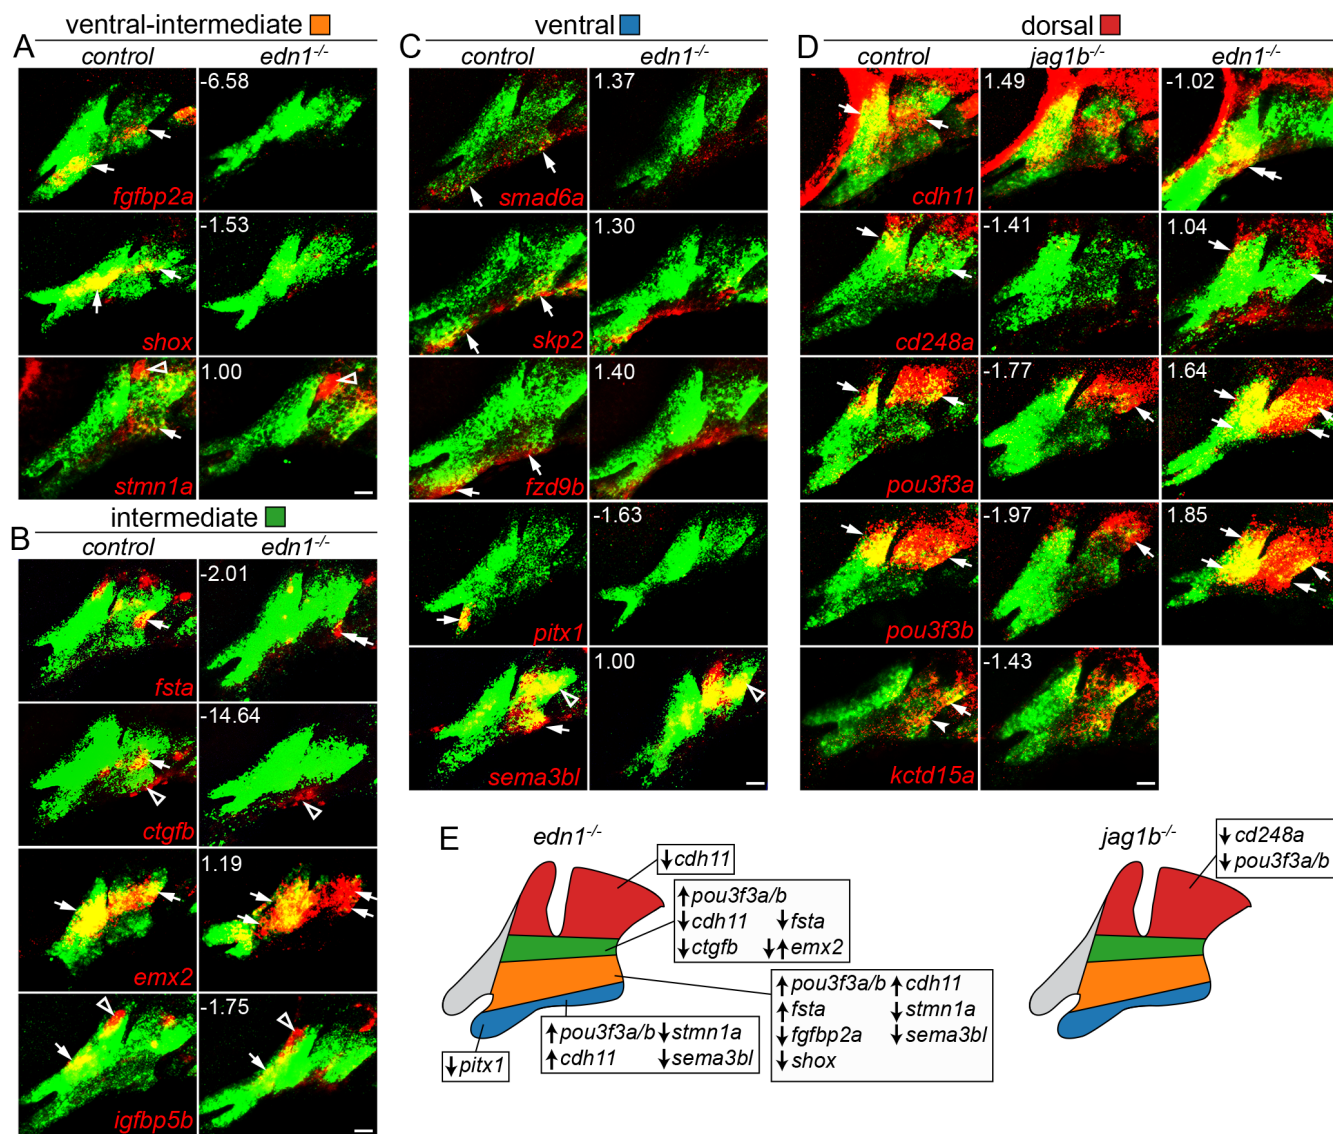 A
ventral-intermediate
control
edn1-/-
-6.58
fgfbp2a
-1.53
shox
1.00
stmn1a
B
intermediate
control
edn1-/-
-2.01
fsta
-14.64
ctgfb
1.19
emx2
-1.75
igfbp5b
C
ventral
control
edn1-/-
1.37
smad6a
1.30
skp2
1.40
fzd9b
-1.63
pitx1
1.00
sema3bl
D
dorsal
control
jag1b-/-
edn1-/-
1.49
-1.02
cdh11
-1.41
1.04
cd248a
-1.77
1.64
pou3f3a
-1.97
1.85
pou3f3b
-1.43
kctd15a
E
edn1-/-
↓cdh11
↑pou3f3a/b
↓cdh11 ↓fsta
↓ctgfb ↓↑emx2
↑pou3f3a/b ↑cdh11
↑fsta ↓stmn1a
↓fgfbp2a ↓sema3bl
↓shox
↑pou3f3a/b ↓stmn1a
↑cdh11 ↓sema3bl
↓pitx1
jag1b-/-
↓cd248a
↓pou3f3a/b